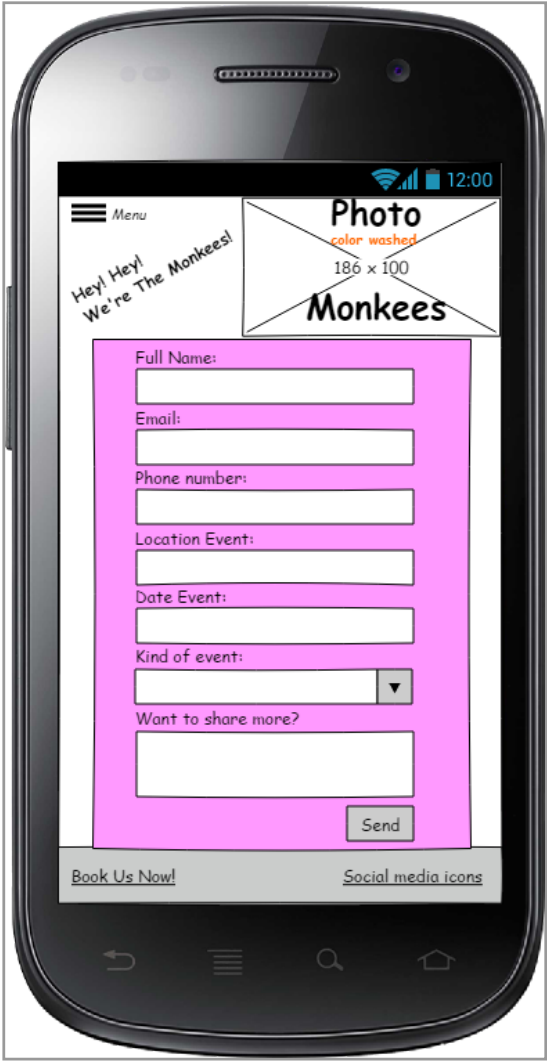 12:00
Menu
Hey! Hey!
We're The Monkees!
Photo
color washed
186 x 100
Monkees
Full Name:
Email:
Phone number:
Location Event:
Date Event:
Kind of event:
Want to share more?
Send
Book Us Now!
Social media icons